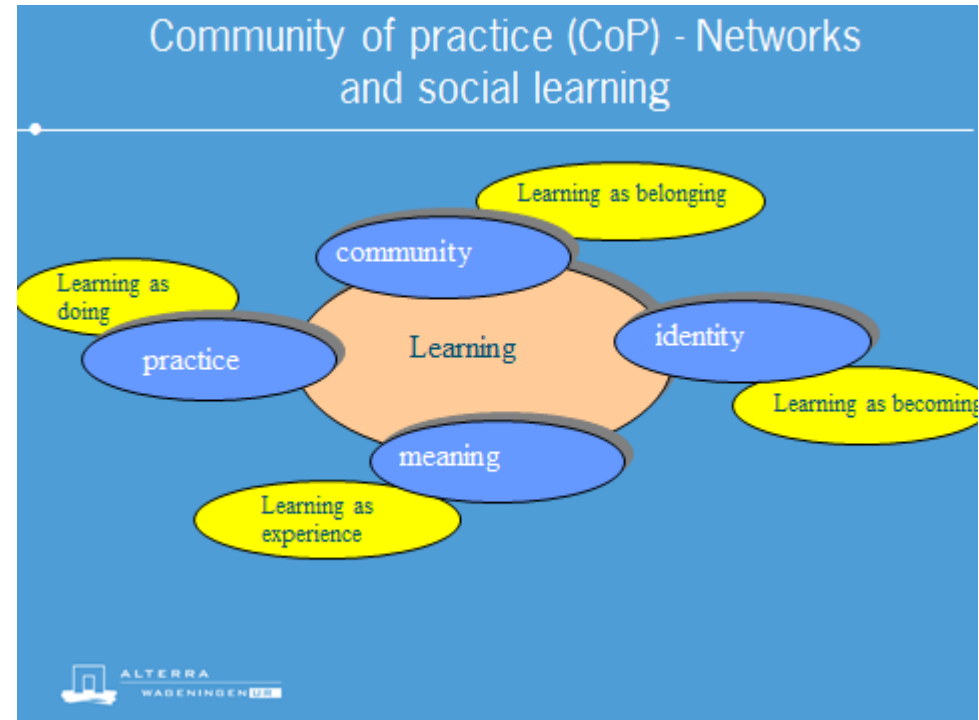 Community of practice (CoP) - Networks
and social learning
Learning as belonging
community
Learning as
doing
practice
Learning
identity
Learning as becoming
meaning
Learning as
experience
ALTERRA
WAGENINGEN UR